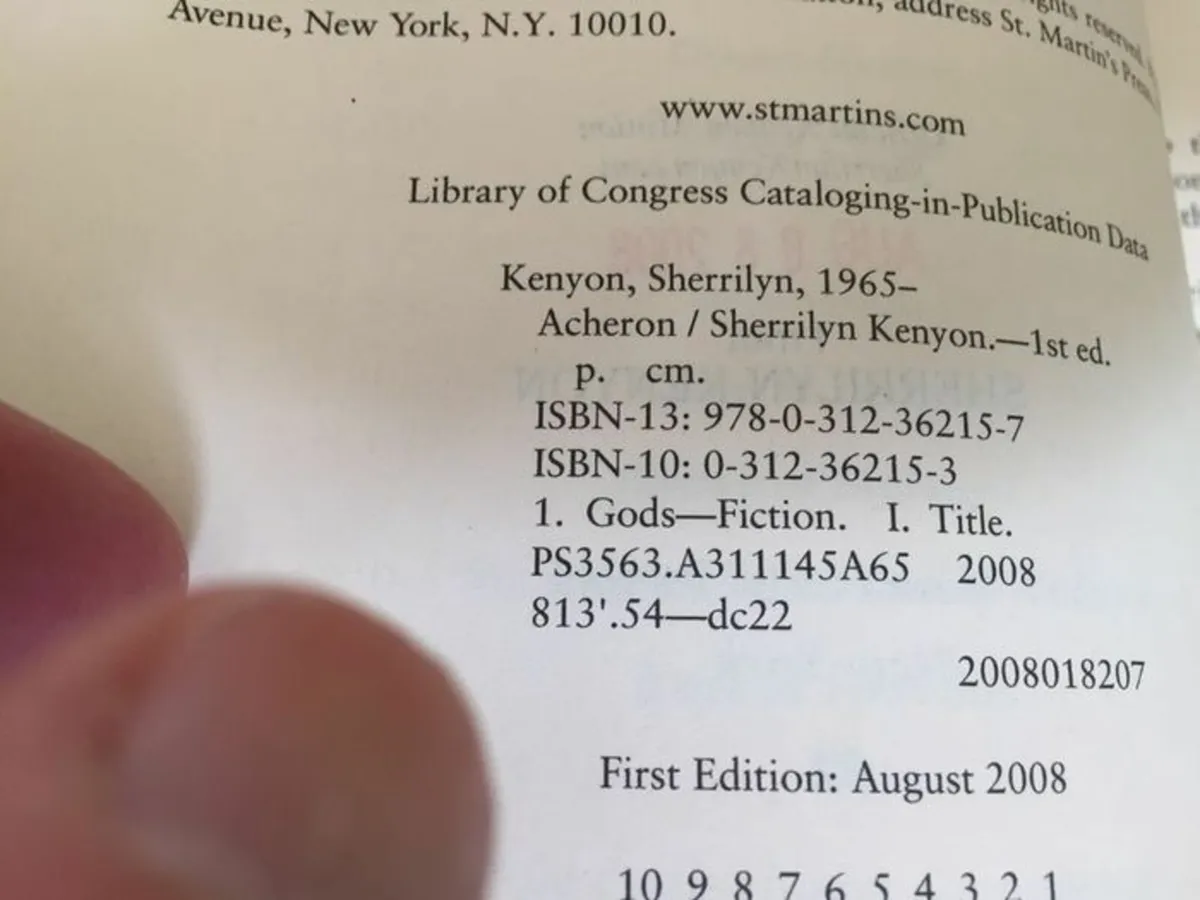 rights reserved.
address St. Martin's Press,
Avenue, New York, N.Y. 10010.
www.stmartins.com
Library of Congress Cataloging-in-Publication Data
Kenyon, Sherrilyn, 1965–
Acheron / Sherrilyn Kenyon.—1st ed.
p. cm.
ISBN-13: 978-0-312-36215-7
ISBN-10: 0-312-36215-3
1. Gods—Fiction. I. Title.
PS3563.A311145A65 2008
813'.54—dc22
2008018207
First Edition: August 2008
10 9 8 7 6 5 4 3 2 1